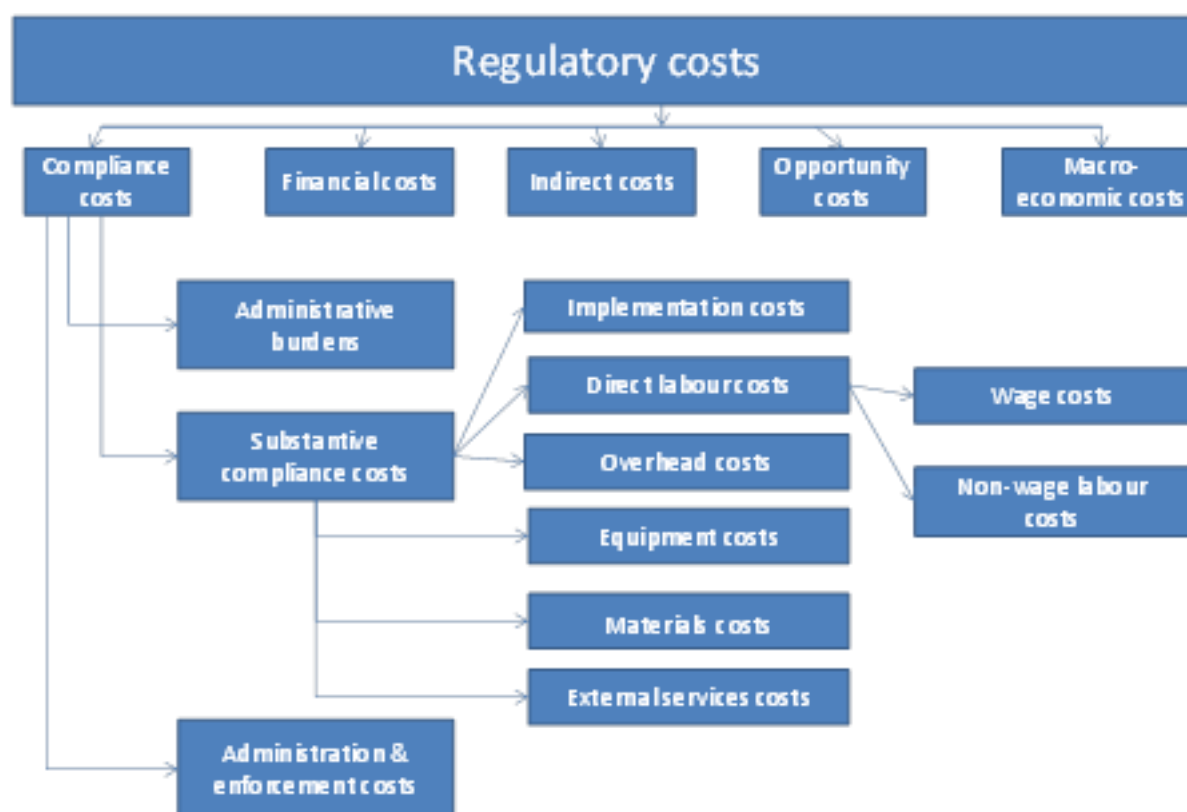 Regulatory costs
Compliance
costs
Financial costs
Indirect costs
Opportunity
costs
Macro-
economic costs
Administrative
burdens
Implementation costs
Direct labour costs
Wage costs
Substantive
compliance costs
Overhead costs
Non-wage labour
costs
Equipment costs
Materials costs
External services costs
Administration &
enforcement costs